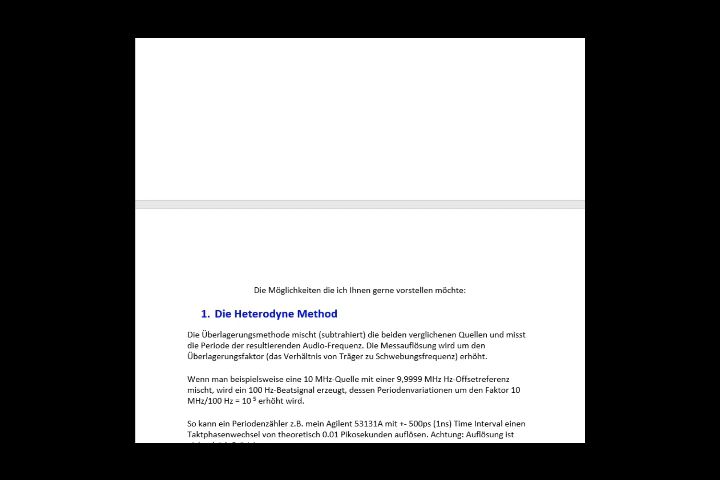 Die Möglichkeiten die ich Ihnen gerne vorstellen möchte:
1. Die Heterodyne Method
Die Überlagerungsmethode mischt (subtrahiert) die beiden verglichenen Quellen und misst
die Periode der resultierenden Audio-Frequenz. Die Messauflösung wird um den
Überlagerungsfaktor (das Verhältnis von Träger zu Schwebungsfrequenz) erhöht.
Wenn man beispielsweise eine 10 MHz-Quelle mit einer 9,9999 MHz Hz-Offsetreferenz
mischt, wird ein 100 Hz-Beatsignal erzeugt, dessen Periodenvariationen um den Faktor 10
MHz/100 Hz = 10 ⁵ erhöht wird.
So kann ein Periodenzähler z.B. mein Agilent 53131A mit +- 500ps (1ns) Time Interval einen
Taktphasenwechsel von theoretisch 0.01 Pikosekunden auflösen. Achtung: Auflösung ist